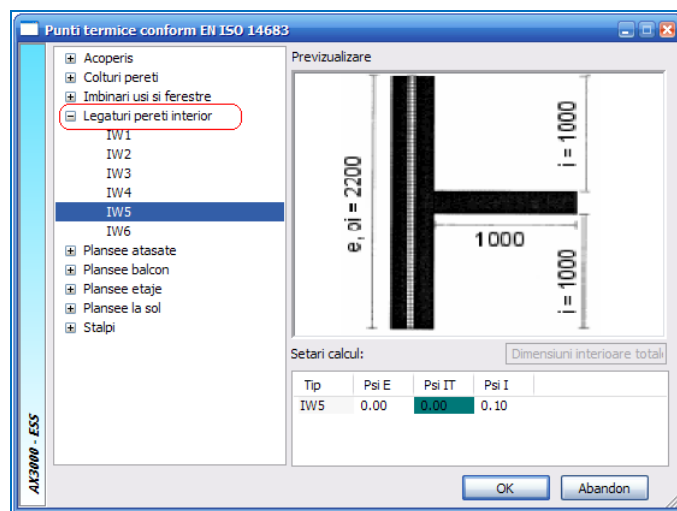 Punti termice conform EN ISO 14683
Acoperis
Colturi pereti
Imbinari usi si ferestre
Legaturi pereti interior
IW1
IW2
IW3
IW4
IW5
IW6
Plansee atasate
Plansee balcon
Plansee etaje
Plansee la sol
Stalpi
AX3000 - ESS
Previzualizare
e, oi = 2200
i = 1000
1000
i = 1000
Setari calcul:
Dimensiuni interioare total
Tip Psi E Psi IT Psi I
IW5 0.00 0.00 0.10
OK Abandon